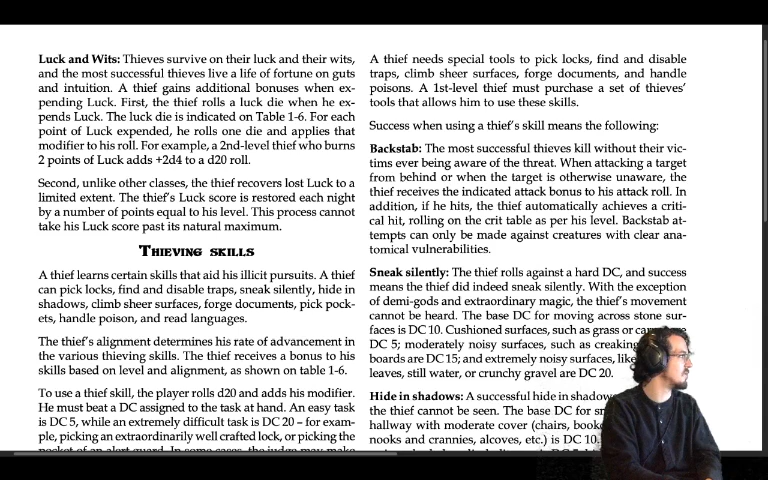 Luck and Wits: Thieves survive on their luck and their wits,
and the most successful thieves live a life of fortune on guts
and intuition. A thief gains additional bonuses when ex-
pending Luck. First, the thief rolls a luck die when he ex-
pends Luck. The luck die is indicated on Table 1-6. For each
point of Luck expended, he rolls one die and applies that
modifier to his roll. For example, a 2nd-level thief who burns
2 points of Luck adds +2d4 to a d20 roll.
Second, unlike other classes, the thief recovers lost Luck to a
limited extent. The thief's Luck score is restored each night
by a number of points equal to his level. This process cannot
take his Luck score past its natural maximum.
Thieving skills
A thief learns certain skills that aid his illicit pursuits. A thief
can pick locks, find and disable traps, sneak silently, hide in
shadows, climb sheer surfaces, forge documents, pick pock-
ets, handle poison, and read languages.
The thief's alignment determines his rate of advancement in
the various thieving skills. The thief receives a bonus to his
skills based on level and alignment, as shown on table 1-6.
To use a thief skill, the player rolls d20 and adds his modifier.
He must beat a DC assigned to the task at hand. An easy task
is DC 5, while an extremely difficult task is DC 20 – for exam-
ple, picking an extraordinarily well crafted lock, or picking the
pocket of an alert guard. In some cases, the judge may make
A thief needs special tools to pick locks, find and disable
traps, climb sheer surfaces, forge documents, and handle
poisons. A 1st-level thief must purchase a set of thieves'
tools that allows him to use these skills.
Success when using a thief's skill means the following:
Backstab: The most successful thieves kill without their vic-
tims ever being aware of the threat. When attacking a target
from behind or when the target is otherwise unaware, the
thief receives the indicated attack bonus to his attack roll. In
addition, if he hits, the thief automatically achieves a criti-
cal hit, rolling on the crit table as per his level. Backstab at-
tempts can only be made against creatures with clear ana-
tomical vulnerabilities.
Sneak silently: The thief rolls against a hard DC, and success
means the thief did indeed sneak silently. With the exception
of demi-gods and extraordinary magic, the thief's movement
cannot be heard. The base DC for moving across stone sur-
faces is DC 10. Cushioned surfaces, such as grass or
DC 5; moderately noisy surfaces, such as creaking
boards are DC 15; and extremely noisy surfaces, like
leaves, still water, or crunchy gravel are DC 20.
Hide in shadows: A successful hide in
the thief cannot be seen. The base DC for
hallway with moderate cover (chairs,
nooks and crannies, alcoves, etc.) is DC 10.